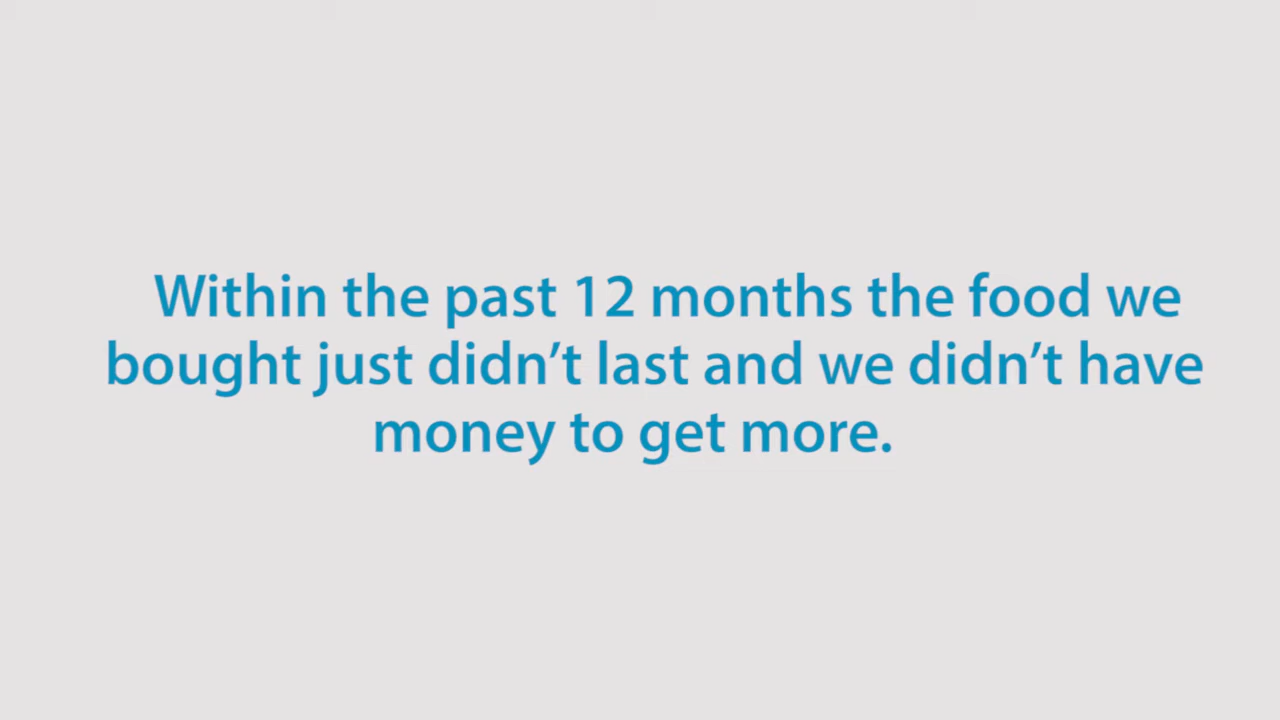 Within the past 12 months the food we
bought just didn’t last and we didn’t have
money to get more.